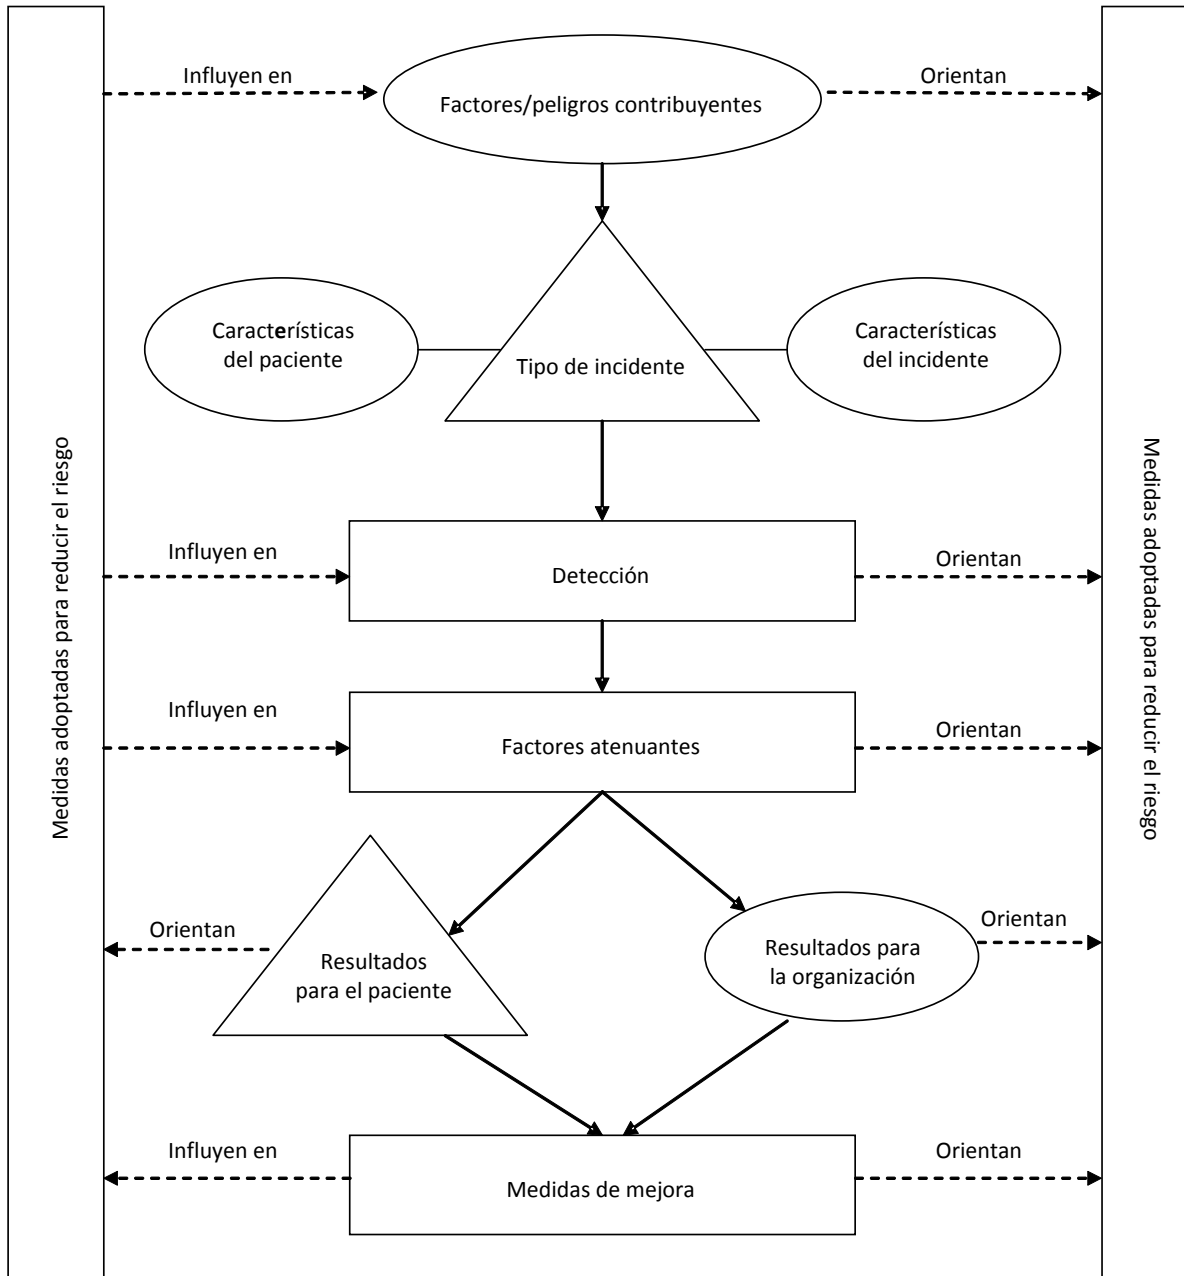 Influyen en
Orientan
Factores/peligros contribuyentes
Características
del paciente
Tipo de incidente
Características
del incidente
Medidas adoptadas para reducir el riesgo
Medidas adoptadas para reducir el riesgo
Influyen en
Detección
Orientan
Influyen en
Factores atenuantes
Orientan
Orientan
Resultados
para el paciente
Resultados para
la organización
Orientan
Influyen en
Medidas de mejora
Orientan